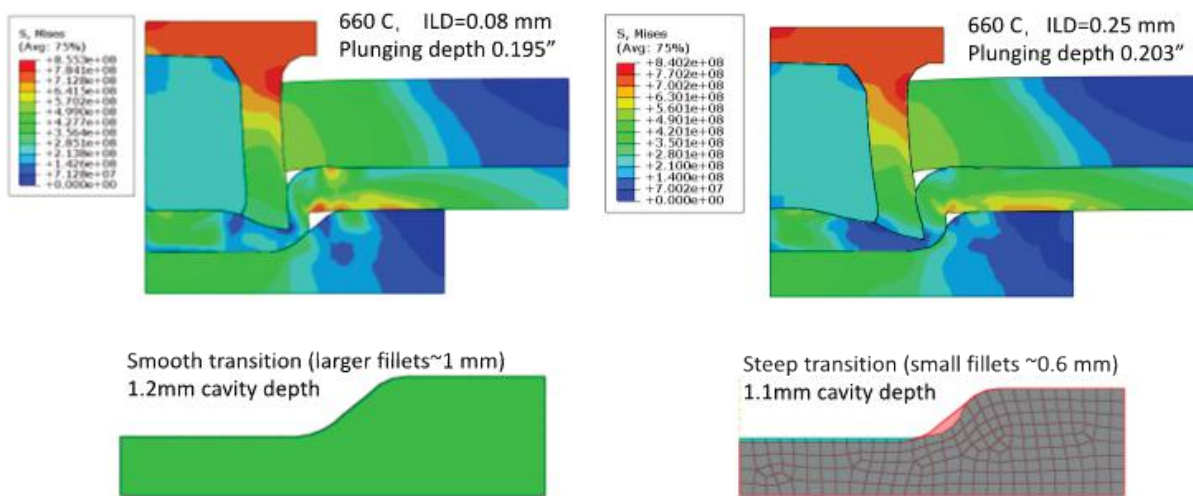 S, Mises
(Avg: 75%)
+8.553e+08
+7.841e+08
+7.128e+08
+6.415e+08
+5.702e+08
+4.990e+08
+4.277e+08
+3.564e+08
+2.851e+08
+2.138e+08
+1.426e+08
+7.128e+07
+0.000e+00
660 C, ILD=0.08 mm
Plunging depth 0.195”
S, Mises
(Avg: 75%)
+8.402e+08
+7.702e+08
+7.002e+08
+6.301e+08
+5.601e+08
+4.901e+08
+4.201e+08
+3.501e+08
+2.801e+08
+2.100e+08
+1.400e+08
+7.002e+07
+0.000e+00
660 C, ILD=0.25 mm
Plunging depth 0.203”
Smooth transition (larger fillets~1 mm)
1.2mm cavity depth
Steep transition (small fillets ~0.6 mm)
1.1mm cavity depth